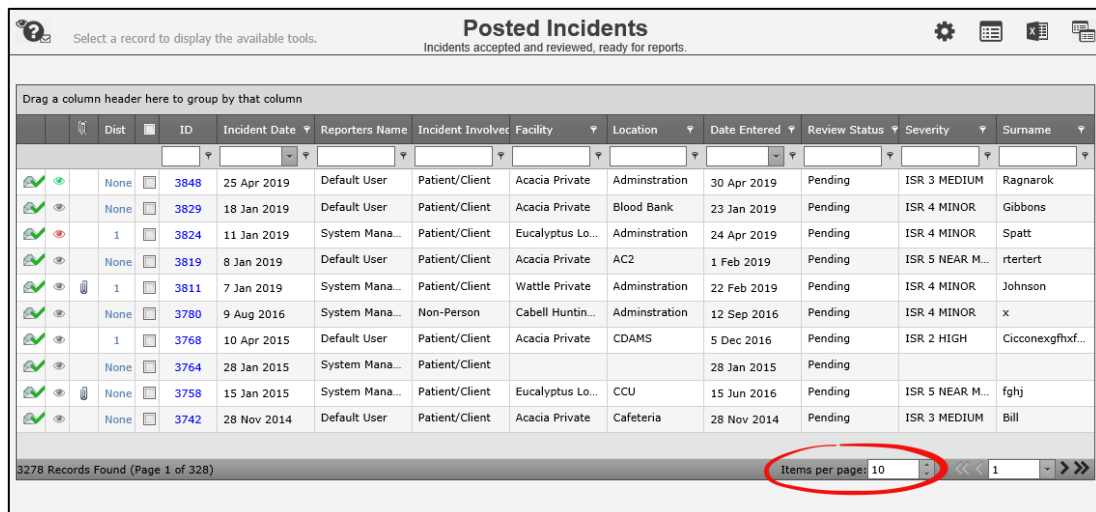 Select a record to display the available tools.
Posted Incidents
Incidents accepted and reviewed, ready for reports.
Drag a column header here to group by that column
Dist ID Incident Date Reporters Name Incident Involved Facility Location Date Entered Review Status Severity Surname
None 3848 25 Apr 2019 Default User Patient/Client Acacia Private Adminstration 30 Apr 2019 Pending ISR 3 MEDIUM Ragnarok
None 3829 18 Jan 2019 Default User Patient/Client Acacia Private Blood Bank 23 Jan 2019 Pending ISR 4 MINOR Gibbons
1 3824 11 Jan 2019 System Mana... Patient/Client Eucalyptus Lo... Adminstration 24 Apr 2019 Pending ISR 4 MINOR Spatt
None 3819 8 Jan 2019 System Mana... Patient/Client Acacia Private AC2 1 Feb 2019 Pending ISR 5 NEAR M... rtertert
1 3811 7 Jan 2019 System Mana... Patient/Client Wattle Private Adminstration 22 Feb 2019 Pending ISR 4 MINOR Johnson
None 3780 9 Aug 2016 System Mana... Non-Person Cabell Huntin... Adminstration 12 Sep 2016 Pending ISR 4 MINOR x
1 3768 10 Apr 2015 Default User Patient/Client Acacia Private CDAMS 5 Dec 2016 Pending ISR 2 HIGH Cicconexgfhxf...
None 3764 28 Jan 2015 System Mana... Patient/Client 28 Jan 2015 Pending
None 3758 15 Jan 2015 System Mana... Patient/Client Eucalyptus Lo... CCU 15 Jun 2016 Pending ISR 5 NEAR M... fghj
None 3742 28 Nov 2014 Default User Patient/Client Acacia Private Cafeteria 28 Nov 2014 Pending ISR 3 MEDIUM Bill
3278 Records Found (Page 1 of 328) Items per page: 10 1